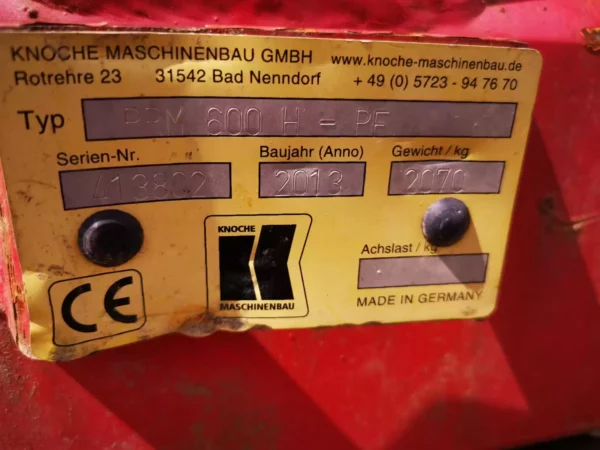 KNOCHE MASCHINENBAU GMBH www.knoche-maschinenbau.de
Rotrehre 23 31542 Bad Nenndorf + 49 (0) 5723 - 94 76 70
Typ 600 H - PF
Serien-Nr. Baujahr (Anno) Gewicht / kg
413802 2013 2070
KNOCHE
MASCHINENBAU
Achslast / kg
CE
MADE IN GERMANY